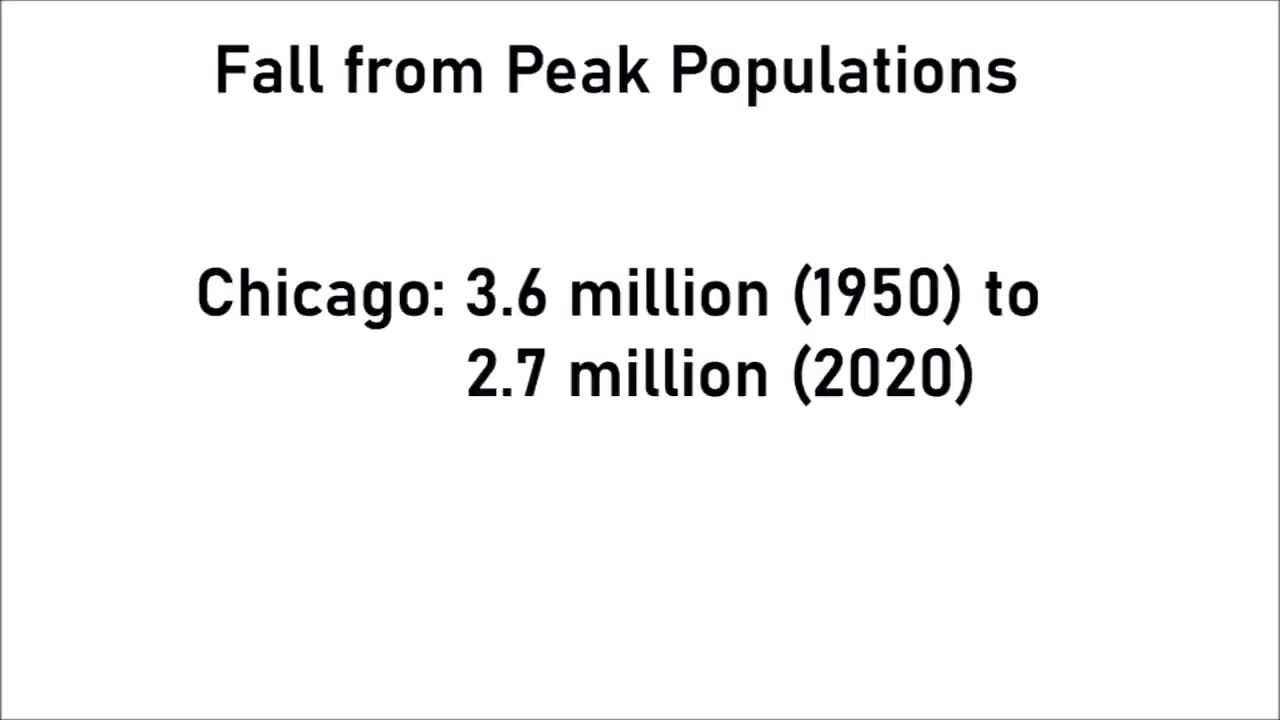 Fall from Peak Populations
Chicago: 3.6 million (1950) to
2.7 million (2020)